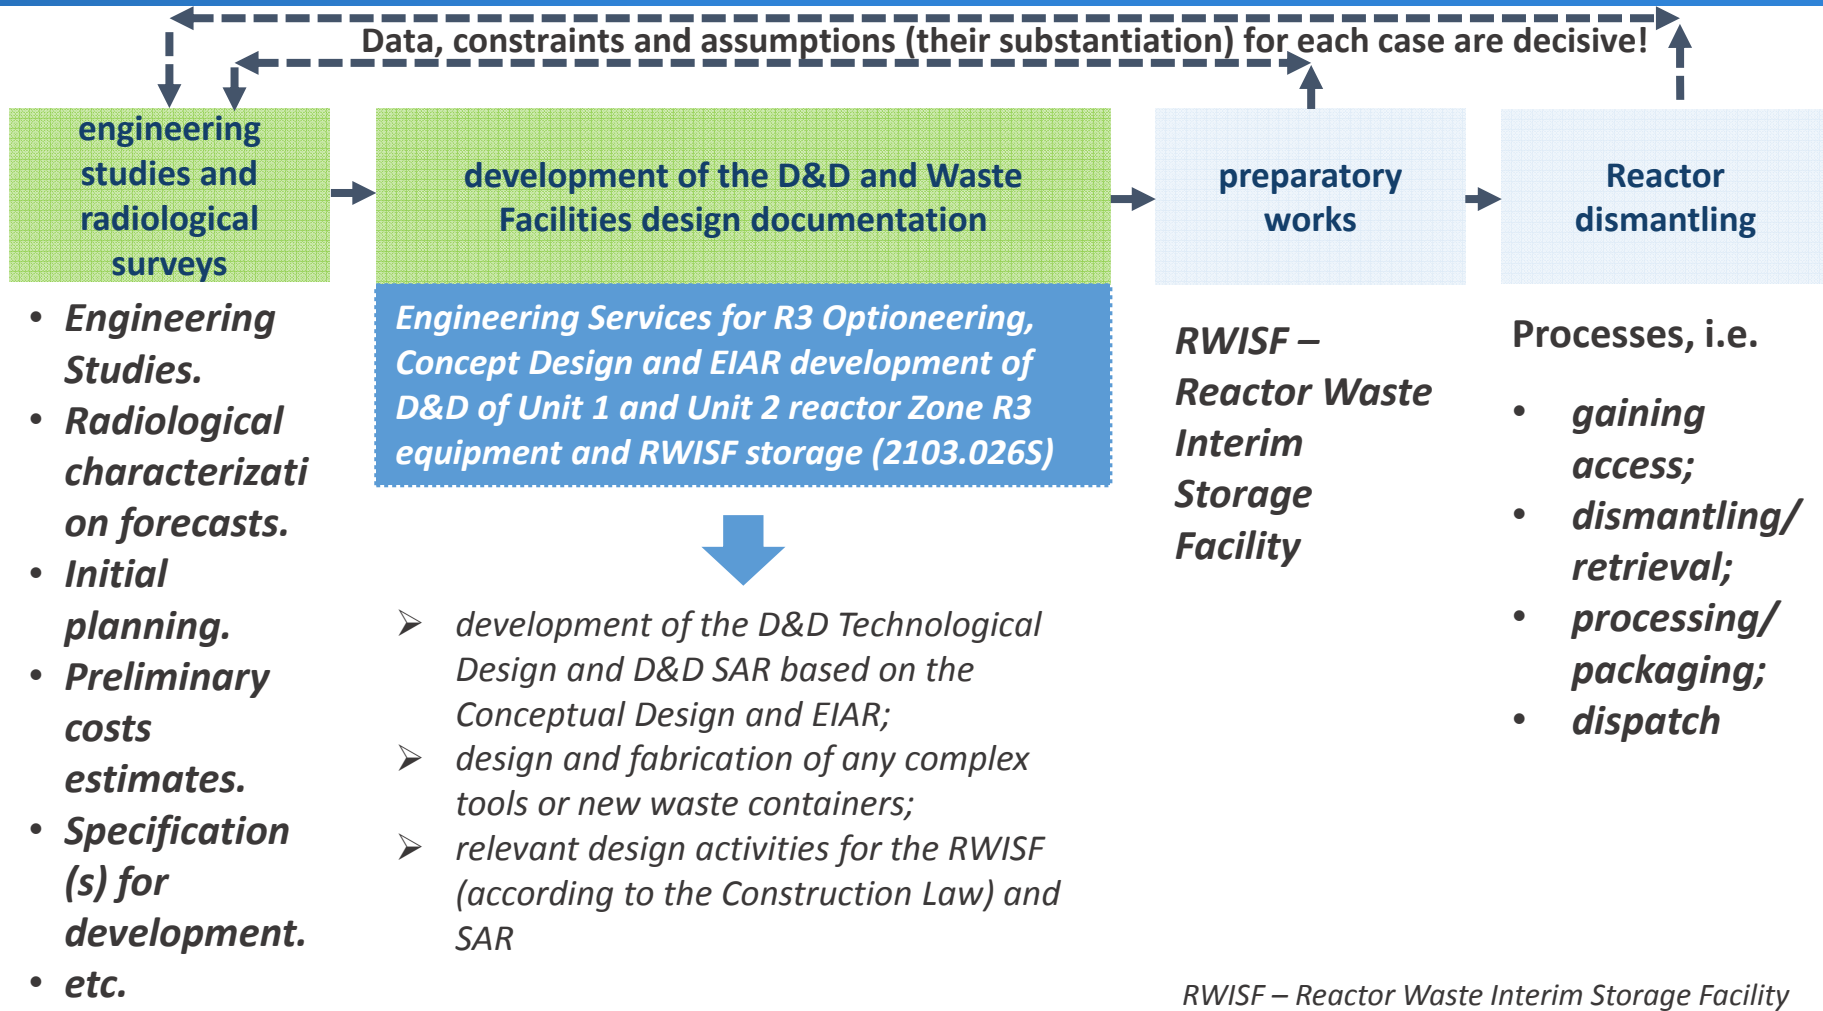 Data, constraints and assumptions (their substantiation) for each case are decisive!
engineering
studies and
radiological
surveys
development of the D&D and Waste
Facilities design documentation
preparatory
works
Reactor
dismantling
• Engineering
Studies.
• Radiological
characterizati
on forecasts.
• Initial
planning.
• Preliminary
costs
estimates.
• Specification
(s) for
development.
• etc.
Engineering Services for R3 Optioneering,
Concept Design and EIAR development of
D&D of Unit 1 and Unit 2 reactor Zone R3
equipment and RWISF storage (2103.026S)
➢ development of the D&D Technological
Design and D&D SAR based on the
Conceptual Design and EIAR;
➢ design and fabrication of any complex
tools or new waste containers;
➢ relevant design activities for the RWISF
(according to the Construction Law) and
SAR
RWISF –
Reactor Waste
Interim
Storage
Facility
Processes, i.e.
• gaining
access;
• dismantling/
retrieval;
• processing/
packaging;
• dispatch
RWISF – Reactor Waste Interim Storage Facility